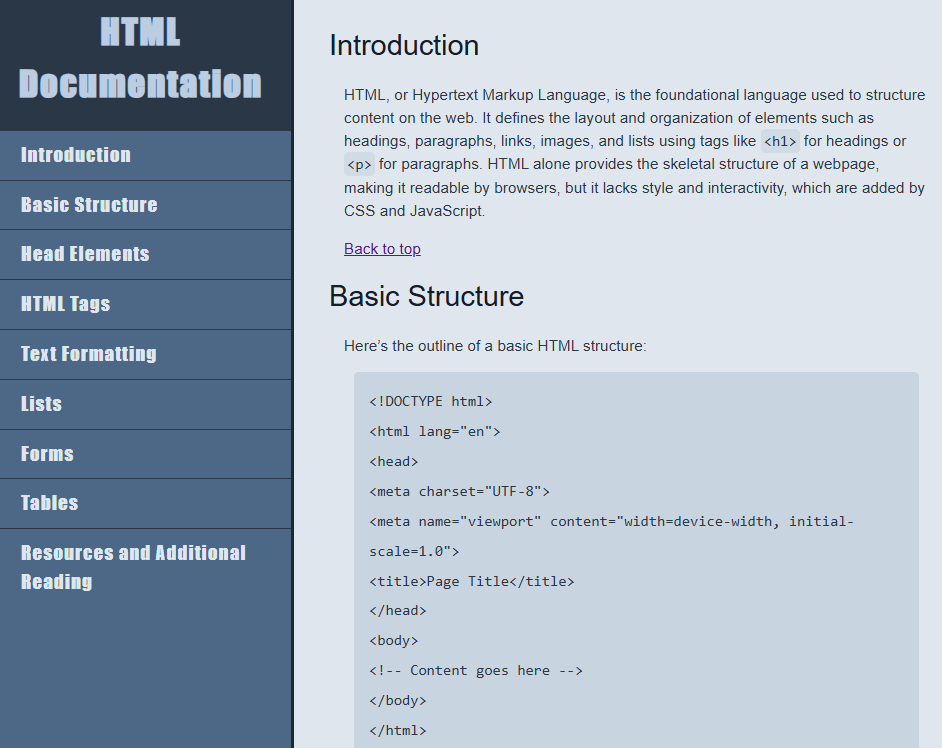 HTML
Documentation
Introduction
Basic Structure
Head Elements
HTML Tags
Text Formatting
Lists
Forms
Tables
Resources and Additional
Reading
Introduction
HTML, or Hypertext Markup Language, is the foundational language used to structure
content on the web. It defines the layout and organization of elements such as
headings, paragraphs, links, images, and lists using tags like <h1> for headings or
<p> for paragraphs. HTML alone provides the skeletal structure of a webpage,
making it readable by browsers, but it lacks style and interactivity, which are added by
CSS and JavaScript.
Back to top
Basic Structure
Here’s the outline of a basic HTML structure:
<!DOCTYPE html>
<html lang="en">
<head>
<meta charset="UTF-8">
<meta name="viewport" content="width=device-width, initial-
scale=1.0">
<title>Page Title</title>
</head>
<body>
<!-- Content goes here -->
</body>
</html>